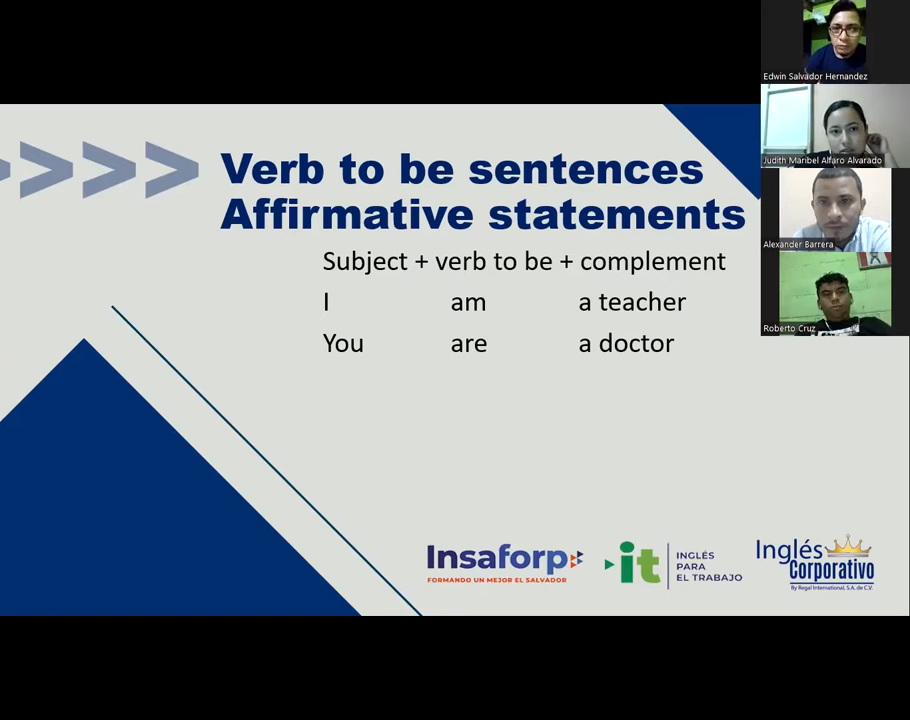 Edwin Salvador Hernandez
Judith Maribel Alfaro Alvarado
Alexander Barrera
Roberto Cruz
>>>>
Verb to be sentences
Affirmative statements
Subject + verb to be + complement
I am a teacher
You are a doctor
Insaforp
FORMANDO UN MEJOR EL SALVADOR
it
INGLÉS
PARA
EL TRABAJO
Inglés
Corporativo
By Regal International, S.A. de C.V.